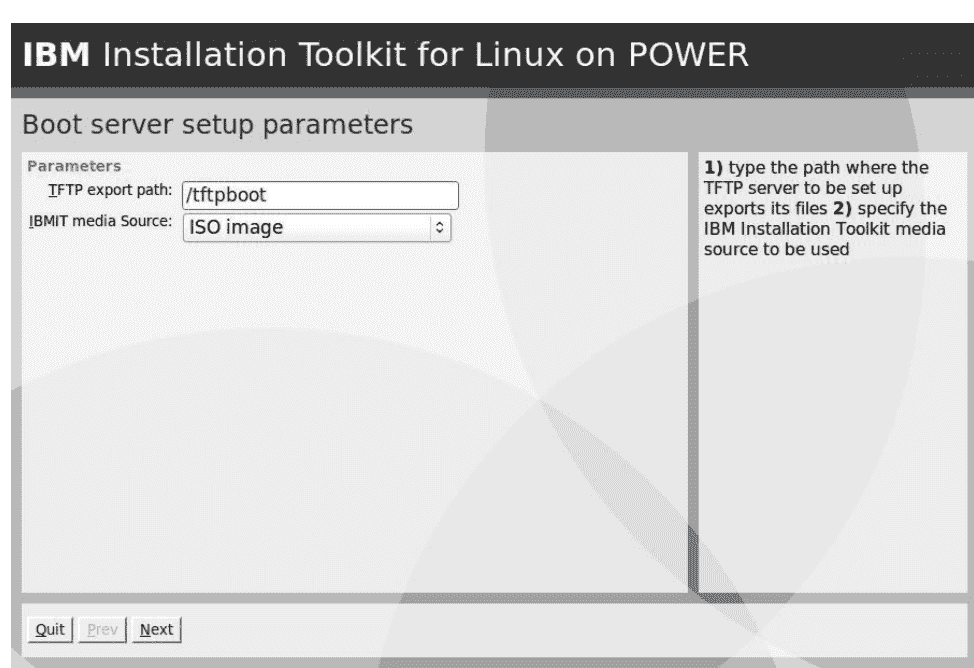 IBM Installation Toolkit for Linux on POWER
Boot server setup parameters
Parameters
TFTP export path: /tftpboot
IBMIT media Source: ISO image
1) type the path where the
TFTP server to be set up
exports its files 2) specify the
IBM Installation Toolkit media
source to be used
Quit Prev Next